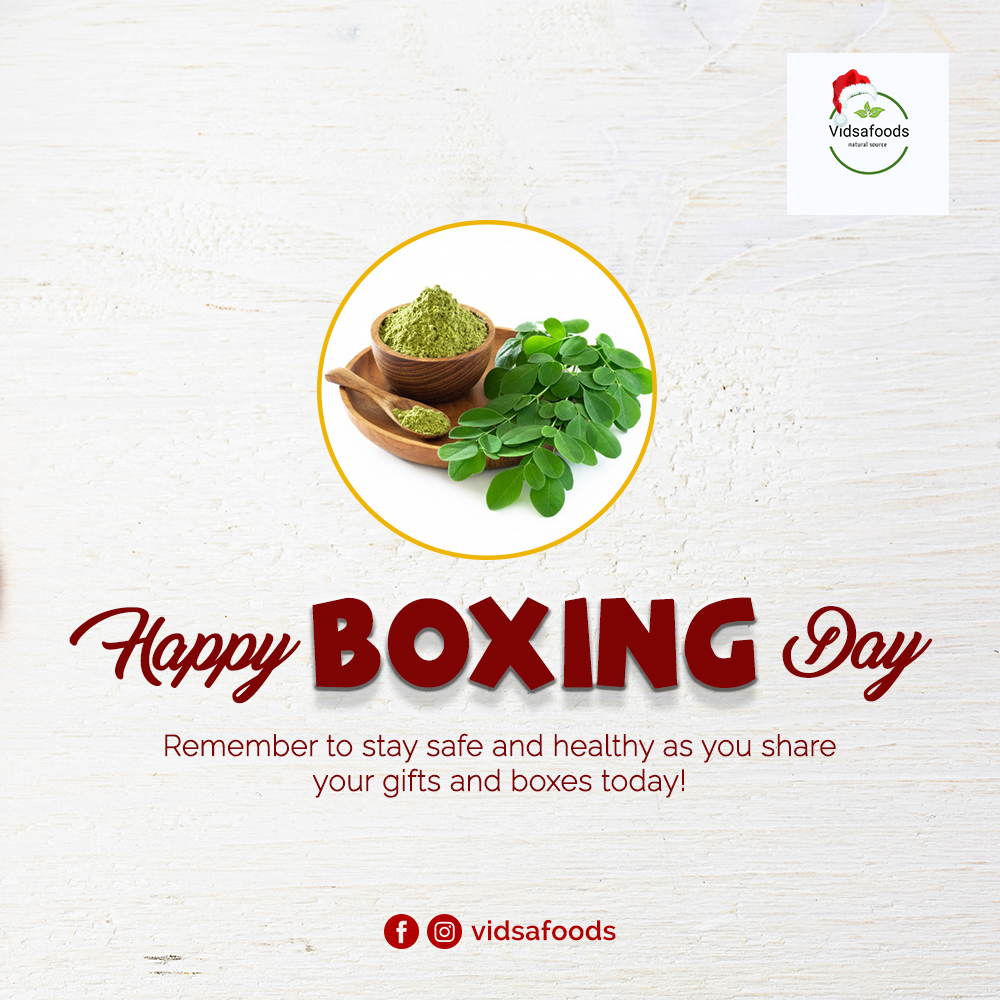 Vidsafoods
natural source
Happy BOXING Day
Remember to stay safe and healthy as you share
your gifts and boxes today!
vidsafoods